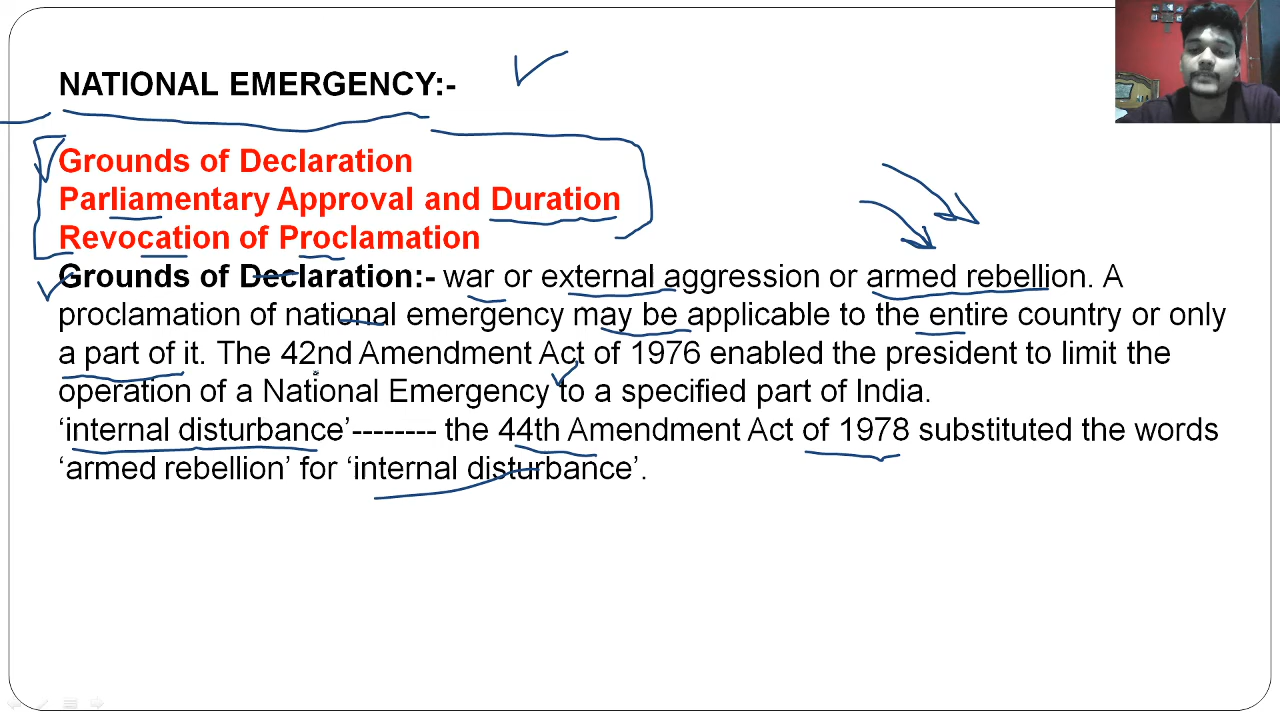 NATIONAL EMERGENCY:-
Grounds of Declaration
Parliamentary Approval and Duration
Revocation of Proclamation
Grounds of Declaration:- war or external aggression or armed rebellion. A
proclamation of national emergency may be applicable to the entire country or only
a part of it. The 42nd Amendment Act of 1976 enabled the president to limit the
operation of a National Emergency to a specified part of India.
‘internal disturbance’-------- the 44th Amendment Act of 1978 substituted the words
‘armed rebellion’ for ‘internal disturbance’.